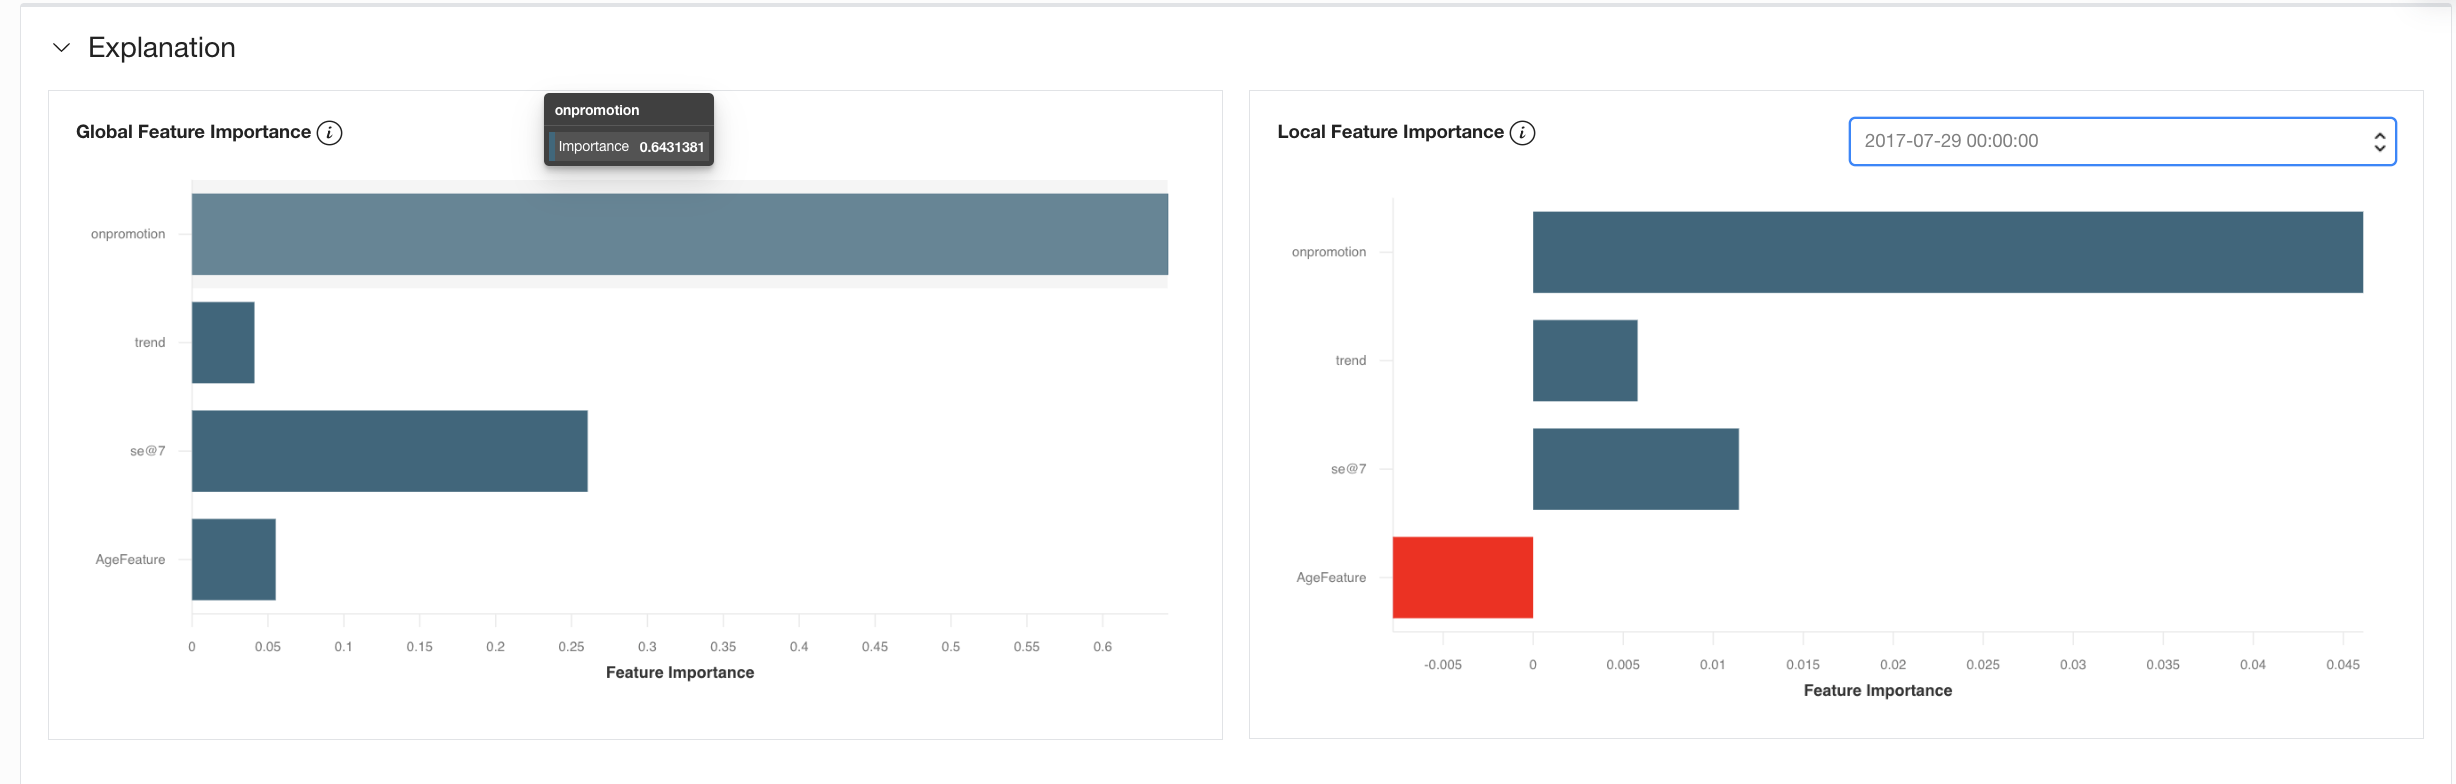 Explanation
Global Feature Importance i
onpromotion
Importance 0.6431381
onpromotion
trend
se@7
AgeFeature
0 0.05 0.1 0.15 0.2 0.25 0.3 0.35 0.4 0.45 0.5 0.55 0.6
Feature Importance
Local Feature Importance i
2017-07-29 00:00:00
onpromotion
trend
se@7
AgeFeature
-0.005 0 0.005 0.01 0.015 0.02 0.025 0.03 0.035 0.04 0.045
Feature Importance